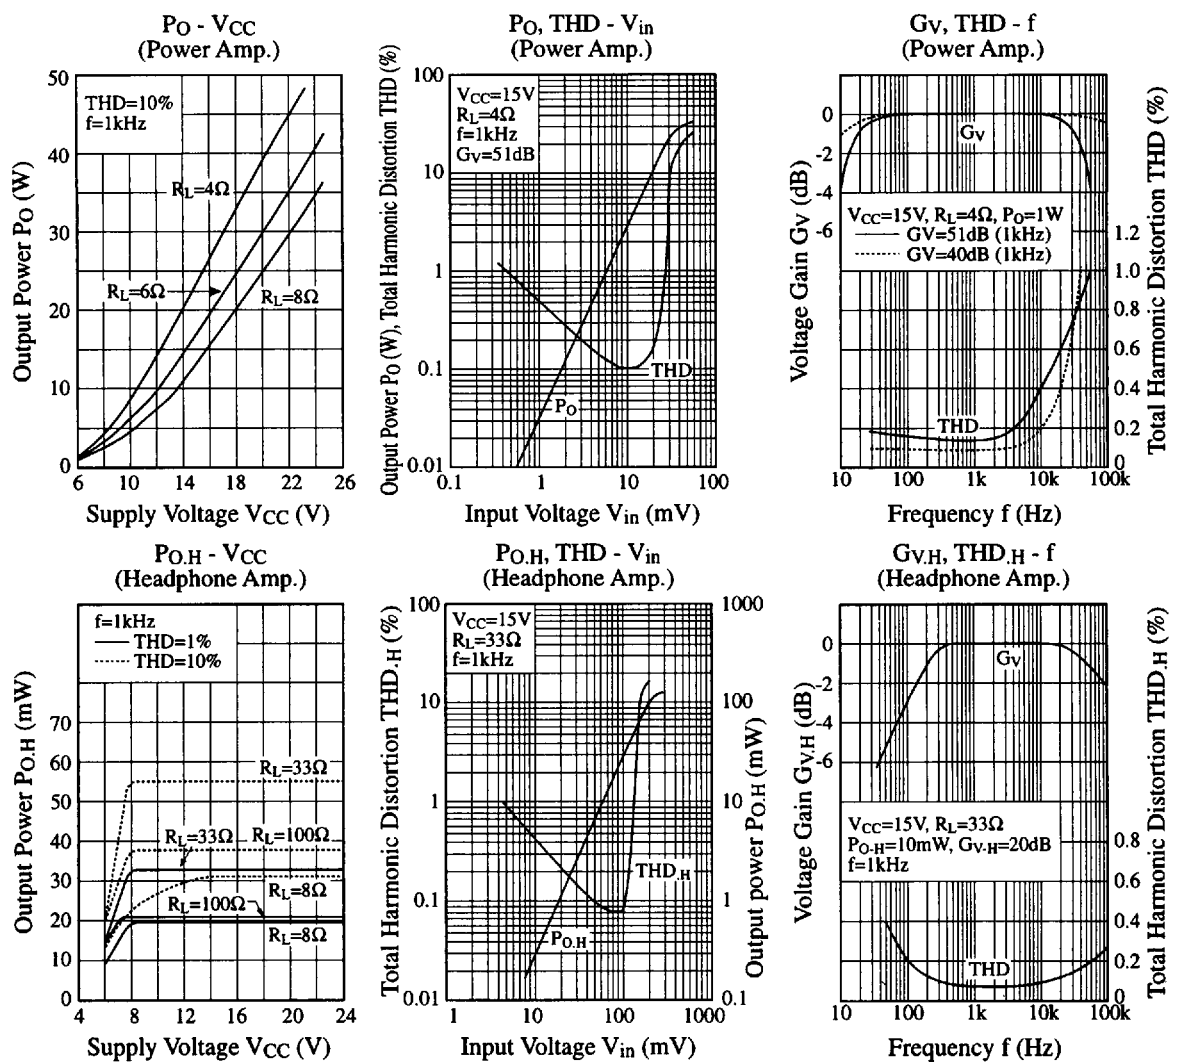 PO - VCC
(Power Amp.)
Output Power PO (W)
50
40
30
20
10
0
THD=10%
f=1kHz
RL=4Ω
RL=6Ω
RL=8Ω
6 10 14 18 22 26
Supply Voltage VCC (V)
PO, THD - Vin
(Power Amp.)
Output Power PO (W), Total Harmonic Distortion THD (%)
100
10
1
0.1
0.01
VCC=15V
RL=4Ω
f=1kHz
GV=51dB
THD
PO
0.1 1 10 100
Input Voltage Vin (mV)
GV, THD - f
(Power Amp.)
Voltage Gain GV (dB)
0
-2
-4
-6
GV
VCC=15V, RL=4Ω, PO=1W
GV=51dB (1kHz)
GV=40dB (1kHz)
THD
1.2
1.0
0.8
0.6
0.4
0.2
0
Total Harmonic Distortion THD (%)
10 100 1k 10k 100k
Frequency f (Hz)
PO.H - VCC
(Headphone Amp.)
Output Power PO.H (mW)
70
60
50
40
30
20
10
0
f=1kHz
THD=1%
THD=10%
RL=33Ω
RL=33Ω RL=100Ω
RL=8Ω
RL=100Ω
RL=8Ω
4 8 12 16 20 24
Supply Voltage VCC (V)
PO.H, THD - Vin
(Headphone Amp.)
Total Harmonic Distortion THD.H (%)
100
10
1
0.1
0.01
VCC=15V
RL=33Ω
f=1kHz
THD.H
PO.H
1000
100
10
1
0.1
Output power PO.H (mW)
1 10 100 1000
Input Voltage Vin (mV)
GV.H, THD.H - f
(Headphone Amp.)
Voltage Gain GV.H (dB)
0
-2
-4
-6
GV
VCC=15V, RL=33Ω
PO-H=10mW, GV-H=20dB
f=1kHz
THD
0.8
0.6
0.4
0.2
0
Total Harmonic Distortion THD.H (%)
10 100 1k 10k 100k
Frequency f (Hz)